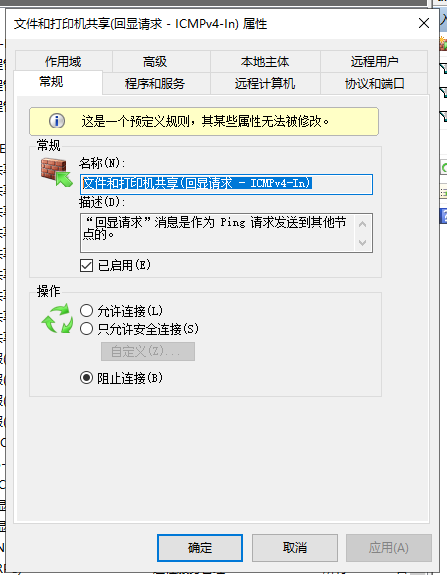 文件和打印机共享(回显请求 - ICMPv4-In) 属性
作用域 高级 本地主体 远程用户
常规 程序和服务 远程计算机 协议和端口
这是一个预定义规则，其某些属性无法被修改。
常规
名称(N):
文件和打印机共享(回显请求 - ICMPv4-In)
描述(D):
“回显请求”消息是作为 Ping 请求发送到其他节
点的。
已启用(E)
操作
允许连接(L)
只允许安全连接(S)
自定义(Z)...
阻止连接(B)
确定 取消 应用(A)